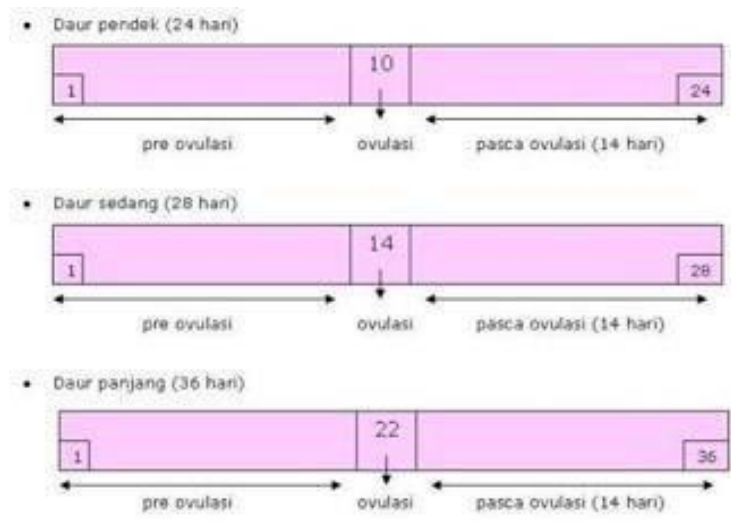 • Daur pendek (24 hari)
10
1
24
pre ovulasi ovulasi pasca ovulasi (14 hari)
• Daur sedang (28 hari)
14
1
28
pre ovulasi ovulasi pasca ovulasi (14 hari)
• Daur panjang (36 hari)
22
1
36
pre ovulasi ovulasi pasca ovulasi (14 hari)